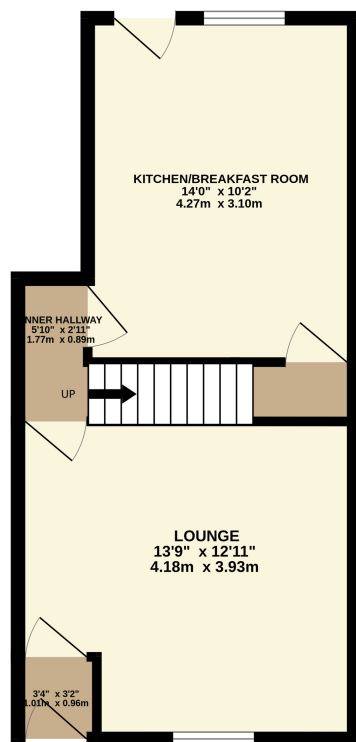 KITCHEN/BREAKFAST ROOM
14'0" x 10'2"
4.27m x 3.10m
INNER HALLWAY
5'10" x 2'11"
1.77m x 0.89m
UP
LOUNGE
13'9" x 12'11"
4.18m x 3.93m
3'4" x 3'2"
1.01m x 0.96m